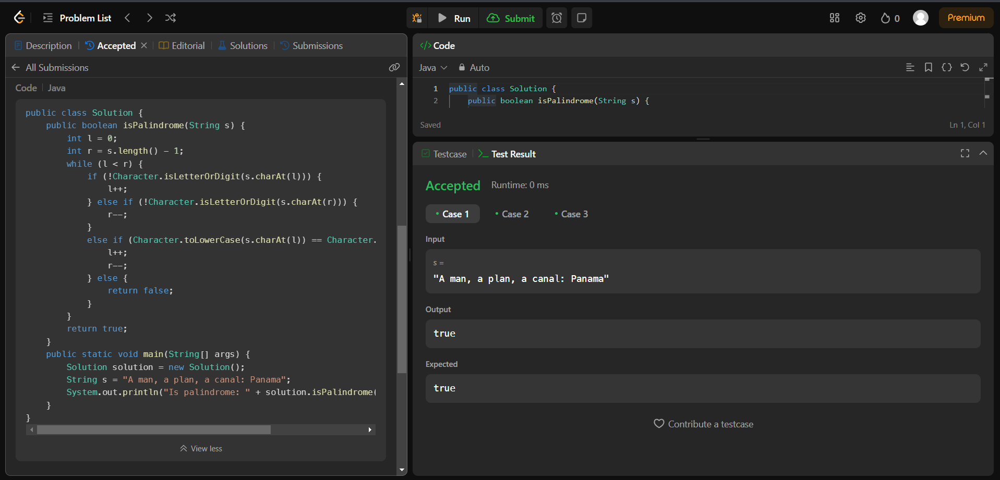 Problem List
Run
Submit
0
Premium
Description
Accepted
Editorial
Solutions
Submissions
All Submissions
Code
Java
public class Solution {
    public boolean isPalindrome(String s) {
        int l = 0;
        int r = s.length() - 1;
        while (l < r) {
            if (!Character.isLetterOrDigit(s.charAt(l))) {
                l++;
            } else if (!Character.isLetterOrDigit(s.charAt(r))) {
                r--;
            }
            else if (Character.toLowerCase(s.charAt(l)) == Character.
                l++;
                r--;
            } else {
                return false;
            }
        }
        return true;
    }
    public static void main(String[] args) {
        Solution solution = new Solution();
        String s = "A man, a plan, a canal: Panama";
        System.out.println("Is palindrome: " + solution.isPalindrome(
    }
}
View less
</> Code
Java
Auto
1 public class Solution {
2     public boolean isPalindrome(String s) {
Saved
Ln 1, Col 1
Testcase
Test Result
Accepted
Runtime: 0 ms
Case 1
Case 2
Case 3
Input
s =
"A man, a plan, a canal: Panama"
Output
true
Expected
true
Contribute a testcase